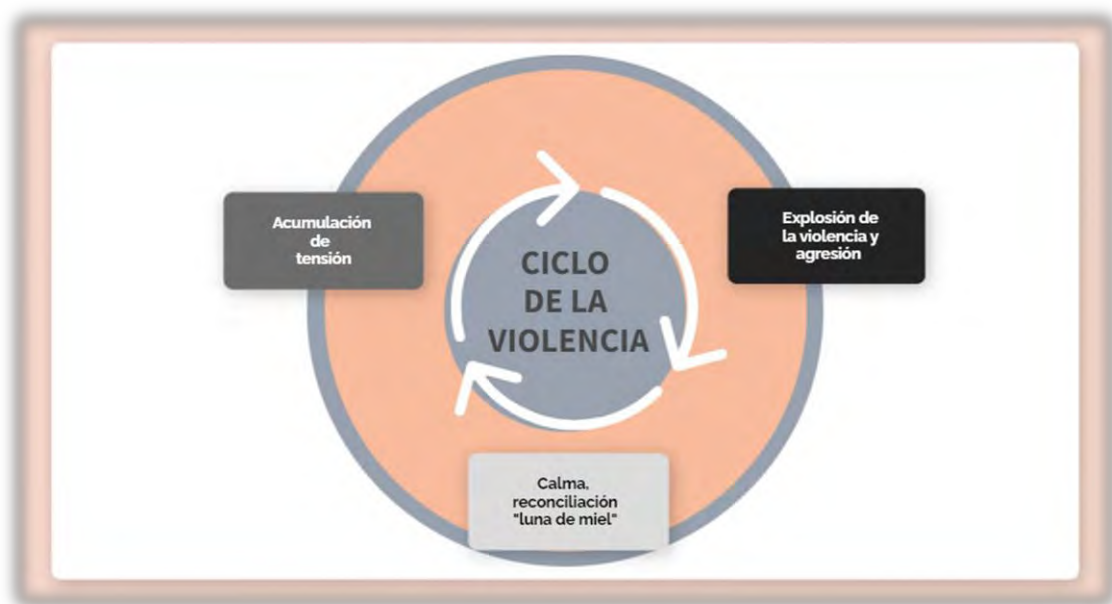 Acumulación
de
tensión
Explosión de
la violencia y
agresión
CICLO
DE LA
VIOLENCIA
Calma,
reconciliación
"luna de miel"